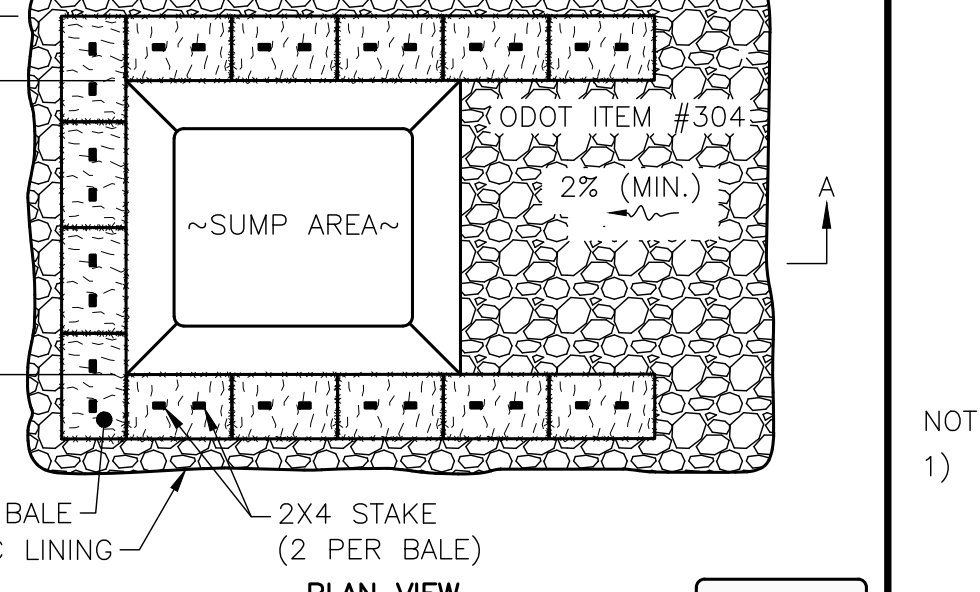 ODOT ITEM #304
2% (MIN.)
A
~SUMP AREA~
NOT
1)
BALE
2X4 STAKE
LINING
(2 PER BALE)
PLAN VIEW